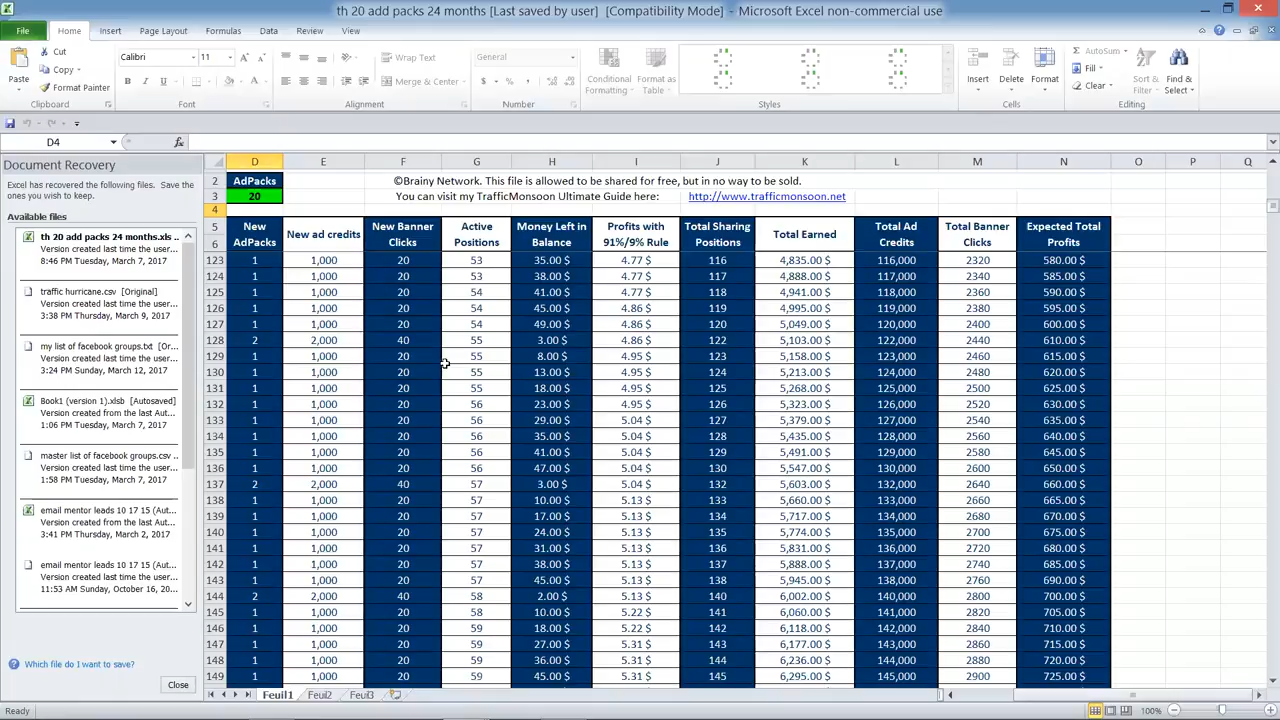 th 20 add packs 24 months [Last saved by user] [Compatibility Mode] - Microsoft Excel non-commercial use
File Home Insert Page Layout Formulas Data Review View
Cut
Copy
Format Painter
Paste
Clipboard
Calibri 11
B I U
Font
Wrap Text
Merge & Center
Alignment
General
$ % ,
Number
Conditional Formatting
Format as Table
Styles
Insert Delete Format
Cells
AutoSum
Fill
Clear
Sort & Filter
Find & Select
Editing
D4 fx
Document Recovery
Excel has recovered the following files. Save the
ones you wish to keep.
Available files
th 20 add packs 24 months.xls ..
Version created last time the user...
8:46 PM Tuesday, March 7, 2017
traffic hurricane.csv [Original]
Version created last time the user...
3:38 PM Thursday, March 9, 2017
my list of facebook groups.txt [Or...
Version created last time the user...
3:24 PM Sunday, March 12, 2017
Book1 (version 1).xlsb [Autosaved]
Version created from the last Aut...
1:06 PM Tuesday, March 7, 2017
master list of facebook groups.csv ...
Version created last time the user...
1:58 PM Tuesday, March 7, 2017
email mentor leads 10 17 15 (Aut...
Version created from the last Aut...
3:41 PM Thursday, March 2, 2017
email mentor leads 10 17 15 (Aut...
Version created last time the user...
11:53 AM Sunday, October 16, 20...
Which file do I want to save?
Close
D E F G H I J K L M N O P Q
2 AdPacks ©Brainy Network. This file is allowed to be shared for free, but in no way to be sold.
3 20 You can visit my TrafficMonsoon Ultimate Guide here: http://www.trafficmonsoon.net
4
5 New New ad credits New Banner Active Money Left in Profits with Total Sharing Total Earned Total Ad Total Banner Expected Total
6 AdPacks Clicks Positions Balance 91%/9% Rule Positions Credits Clicks Profits
123 1 1,000 20 53 35.00 $ 4.77 $ 116 4,835.00 $ 116,000 2320 580.00 $
124 1 1,000 20 53 38.00 $ 4.77 $ 117 4,888.00 $ 117,000 2340 585.00 $
125 1 1,000 20 54 41.00 $ 4.77 $ 118 4,941.00 $ 118,000 2360 590.00 $
126 1 1,000 20 54 45.00 $ 4.86 $ 119 4,995.00 $ 119,000 2380 595.00 $
127 1 1,000 20 54 49.00 $ 4.86 $ 120 5,049.00 $ 120,000 2400 600.00 $
128 2 2,000 40 55 3.00 $ 4.86 $ 122 5,103.00 $ 122,000 2440 610.00 $
129 1 1,000 20 55 8.00 $ 4.95 $ 123 5,158.00 $ 123,000 2460 615.00 $
130 1 1,000 20 55 13.00 $ 4.95 $ 124 5,213.00 $ 124,000 2480 620.00 $
131 1 1,000 20 55 18.00 $ 4.95 $ 125 5,268.00 $ 125,000 2500 625.00 $
132 1 1,000 20 56 23.00 $ 4.95 $ 126 5,323.00 $ 126,000 2520 630.00 $
133 1 1,000 20 56 29.00 $ 5.04 $ 127 5,379.00 $ 127,000 2540 635.00 $
134 1 1,000 20 56 35.00 $ 5.04 $ 128 5,435.00 $ 128,000 2560 640.00 $
135 1 1,000 20 56 41.00 $ 5.04 $ 129 5,491.00 $ 129,000 2580 645.00 $
136 1 1,000 20 56 47.00 $ 5.04 $ 130 5,547.00 $ 130,000 2600 650.00 $
137 2 2,000 40 57 3.00 $ 5.04 $ 132 5,603.00 $ 132,000 2640 660.00 $
138 1 1,000 20 57 10.00 $ 5.13 $ 133 5,660.00 $ 133,000 2660 665.00 $
139 1 1,000 20 57 17.00 $ 5.13 $ 134 5,717.00 $ 134,000 2680 670.00 $
140 1 1,000 20 57 24.00 $ 5.13 $ 135 5,774.00 $ 135,000 2700 675.00 $
141 1 1,000 20 57 31.00 $ 5.13 $ 136 5,831.00 $ 136,000 2720 680.00 $
142 1 1,000 20 57 38.00 $ 5.13 $ 137 5,888.00 $ 137,000 2740 685.00 $
143 1 1,000 20 57 45.00 $ 5.13 $ 138 5,945.00 $ 138,000 2760 690.00 $
144 2 2,000 40 58 2.00 $ 5.13 $ 140 6,002.00 $ 140,000 2800 700.00 $
145 1 1,000 20 58 10.00 $ 5.22 $ 141 6,060.00 $ 141,000 2820 705.00 $
146 1 1,000 20 59 18.00 $ 5.22 $ 142 6,118.00 $ 142,000 2840 710.00 $
147 1 1,000 20 59 27.00 $ 5.31 $ 143 6,177.00 $ 143,000 2860 715.00 $
148 1 1,000 20 59 36.00 $ 5.31 $ 144 6,236.00 $ 144,000 2880 720.00 $
149 1 1,000 20 59 45.00 $ 5.31 $ 145 6,295.00 $ 145,000 2900 725.00 $
Feuil1 Feuil2 Feuil3
Ready 100%